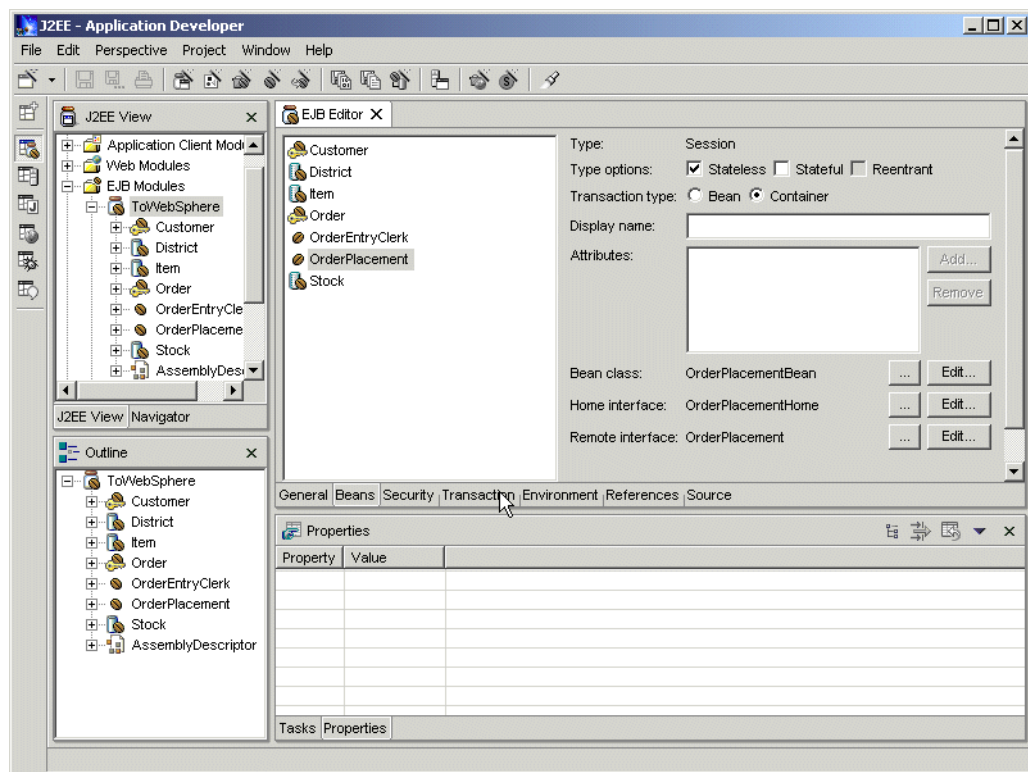 J2EE - Application Developer
File Edit Perspective Project Window Help
J2EE View
Application Client Modu
Web Modules
EJB Modules
ToWebSphere
Customer
District
Item
Order
OrderEntryCle
OrderPlaceme
Stock
AssemblyDesc
J2EE View Navigator
Outline
ToWebSphere
Customer
District
Item
Order
OrderEntryClerk
OrderPlacement
Stock
AssemblyDescriptor
EJB Editor
Customer
District
Item
Order
OrderEntryClerk
OrderPlacement
Stock
Type: Session
Type options: Stateless Stateful Reentrant
Transaction type: Bean Container
Display name:
Attributes: Add...
Remove
Bean class: OrderPlacementBean ... Edit...
Home interface: OrderPlacementHome ... Edit...
Remote interface: OrderPlacement ... Edit...
General Beans Security Transaction Environment References Source
Properties
Property Value
Tasks Properties